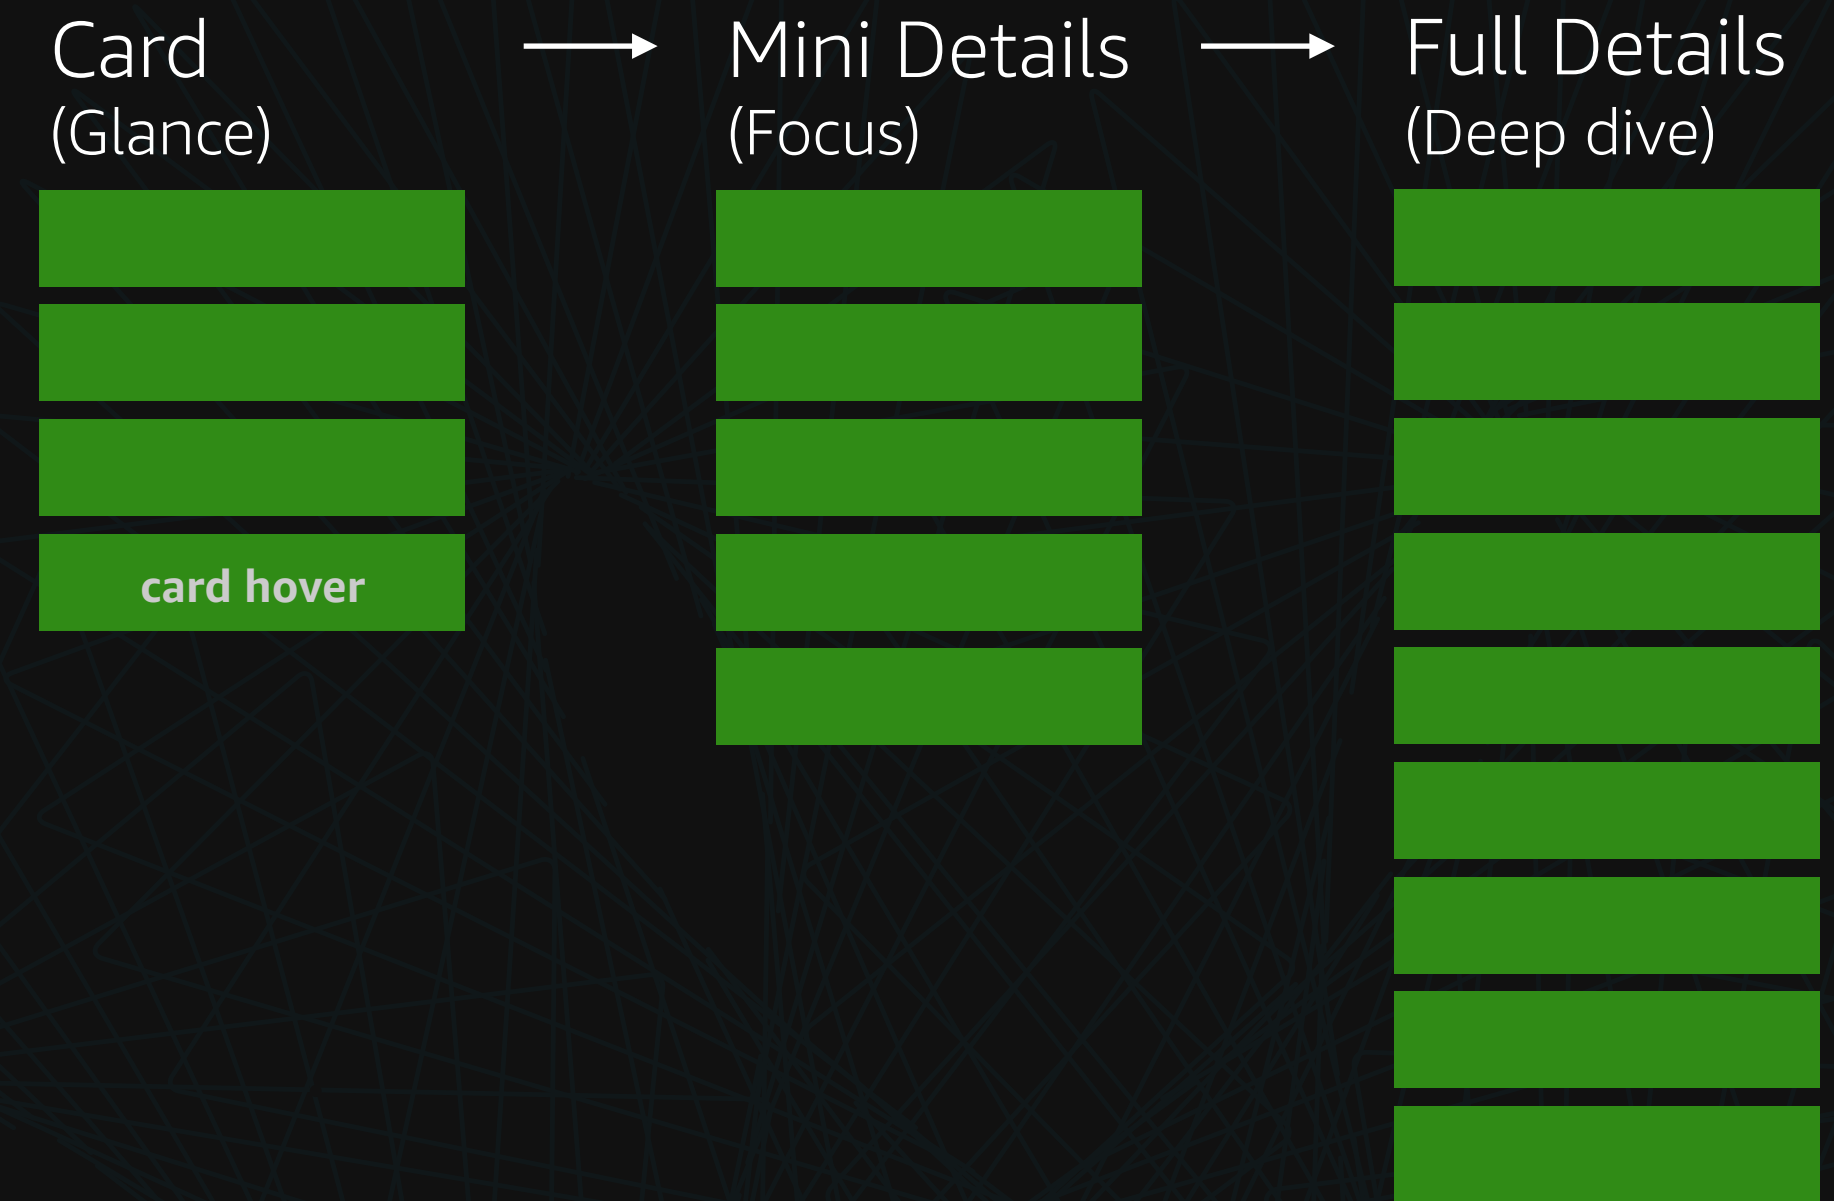 Card
(Glance)
card hover
Mini Details
(Focus)
Full Details
(Deep dive)